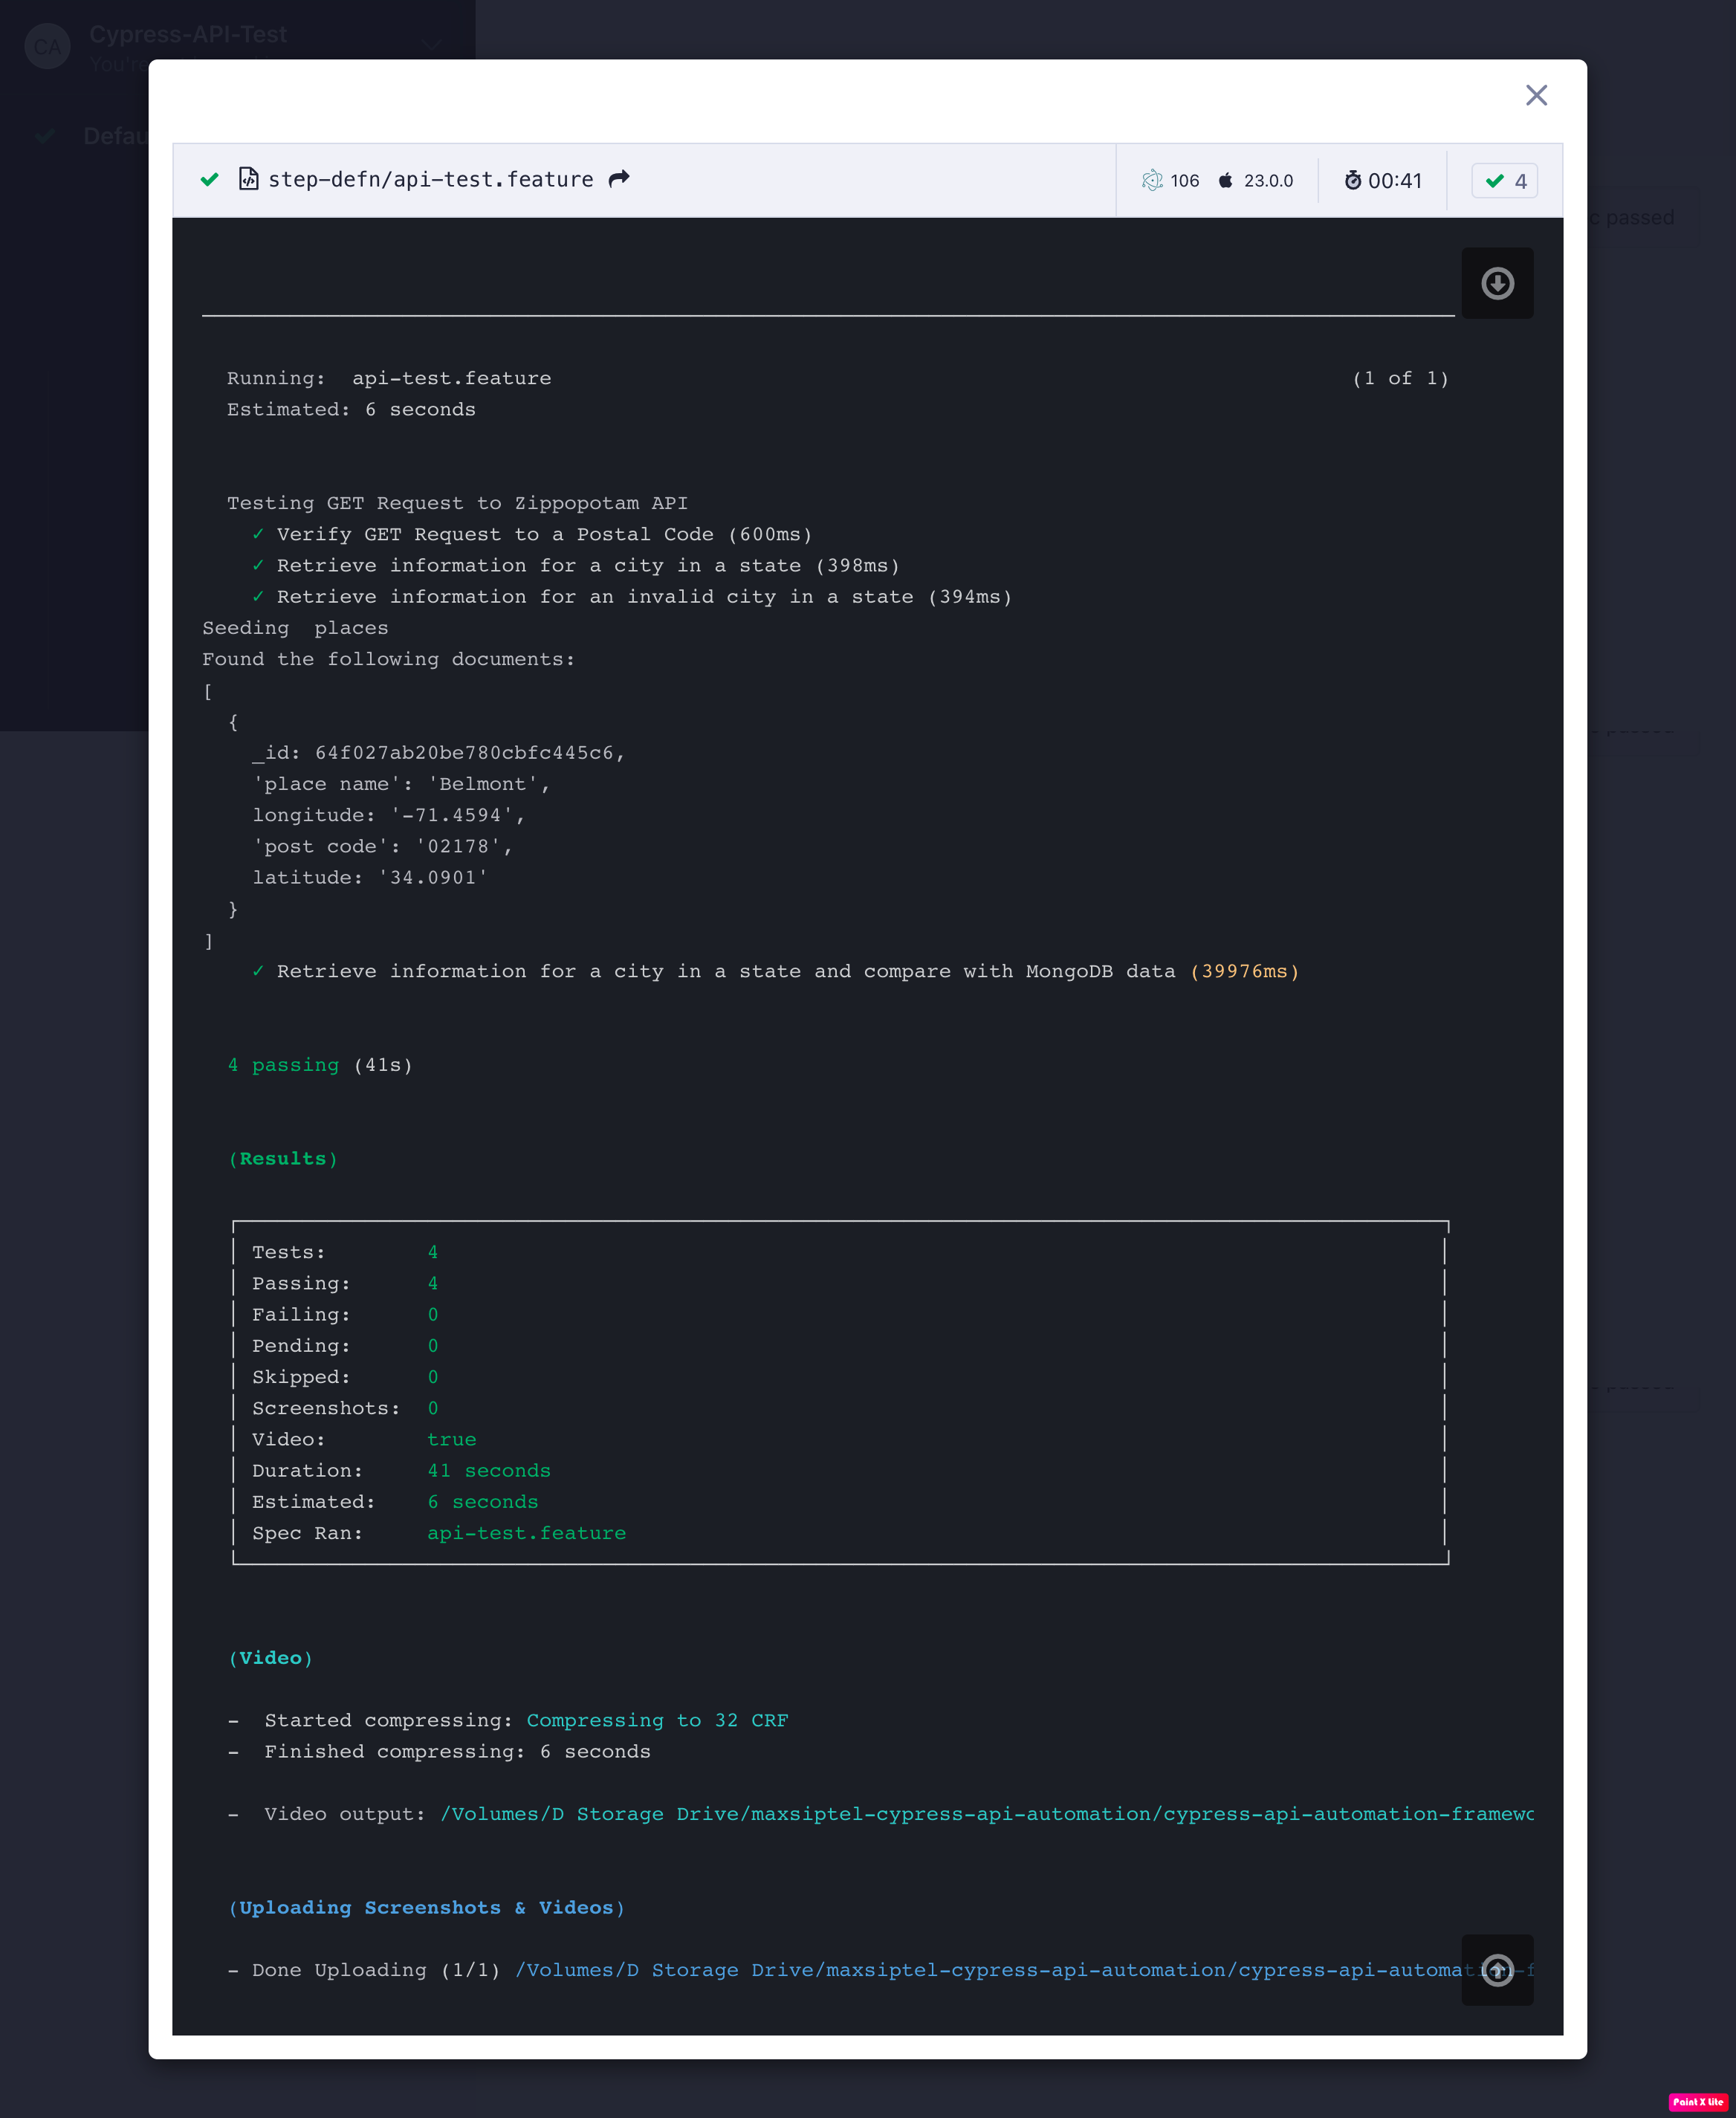 CA
Cypress-API-Test
You're
Defau
step-defn/api-test.feature
106
23.0.0
00:41
4
c passed
Running:  api-test.feature (1 of 1)
Estimated: 6 seconds
Testing GET Request to Zippopotam API
✓ Verify GET Request to a Postal Code (600ms)
✓ Retrieve information for a city in a state (398ms)
✓ Retrieve information for an invalid city in a state (394ms)
Seeding  places
Found the following documents:
[
{
_id: 64f027ab20be780cbfc445c6,
'place name': 'Belmont',
longitude: '-71.4594',
'post code': '02178',
latitude: '34.0901'
}
]
✓ Retrieve information for a city in a state and compare with MongoDB data (39976ms)
4 passing (41s)
(Results)
Tests: 4
Passing: 4
Failing: 0
Pending: 0
Skipped: 0
Screenshots: 0
Video: true
Duration: 41 seconds
Estimated: 6 seconds
Spec Ran: api-test.feature
(Video)
-  Started compressing: Compressing to 32 CRF
-  Finished compressing: 6 seconds
-  Video output: /Volumes/D Storage Drive/maxsiptel-cypress-api-automation/cypress-api-automation-framewo
(Uploading Screenshots & Videos)
- Done Uploading (1/1) /Volumes/D Storage Drive/maxsiptel-cypress-api-automation/cypress-api-automation-f
Paint X Lite